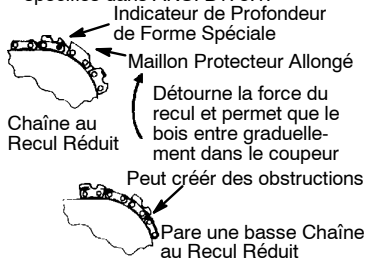 Indicateur de Profondeur
de Forme Spéciale
Maillon Protecteur Allongé
Détourne la force du
recul et permet que le
bois entre graduelle-
ment dans le coupeur
Chaîne au
Recul Réduit
Peut créér des obstructions
Pare une basse Chaîne
au Recul Réduit